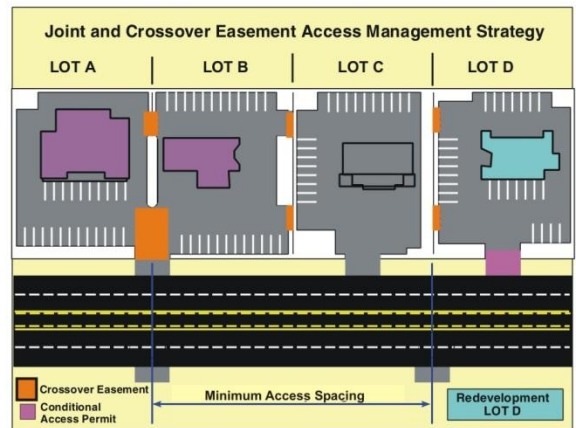 Joint and Crossover Easement Access Management Strategy
LOT A
LOT B
LOT C
LOT D
Crossover Easement
Conditional
Access Permit
Minimum Access Spacing
Redevelopment
LOT D